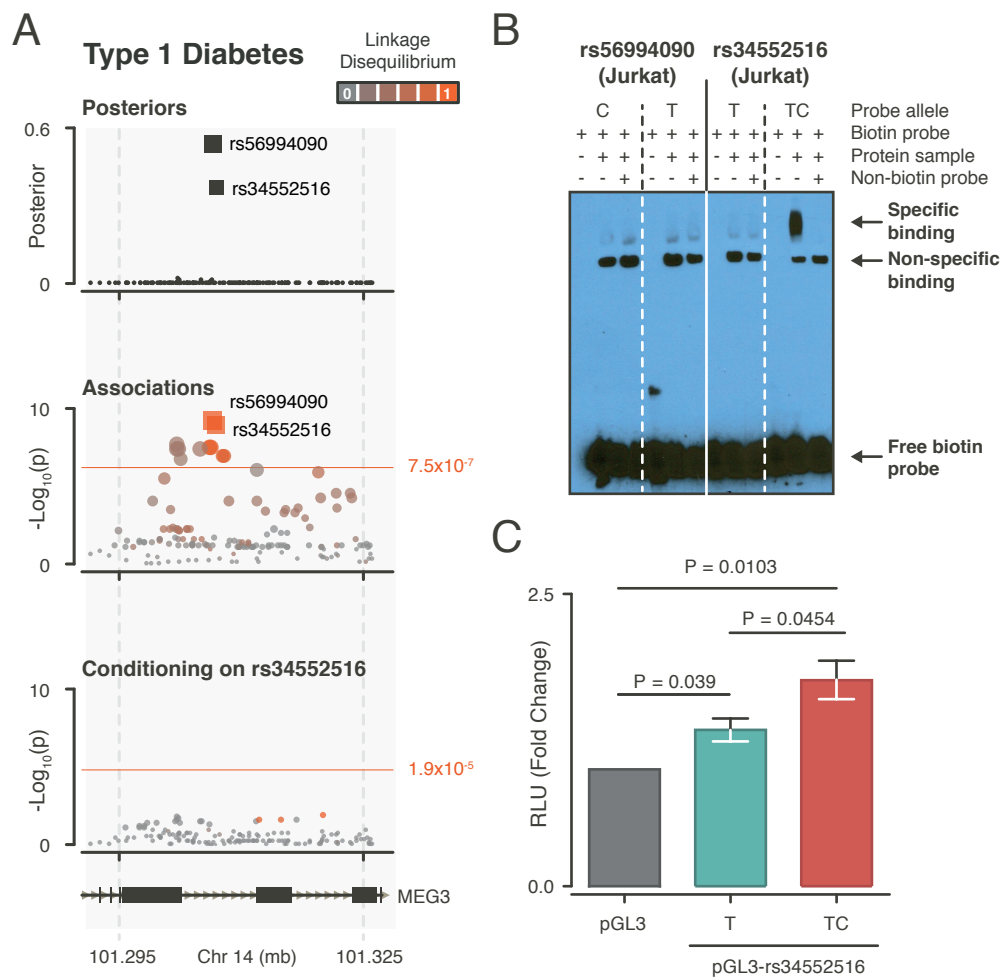 A
Type 1 Diabetes
Linkage
Disequilibrium
0 1
Posteriors
0.6
rs56994090
rs34552516
Posterior
0
Associations
10
rs56994090
rs34552516
7.5x10⁻⁷
-Log₁₀(p)
0
Conditioning on rs34552516
10
1.9x10⁻⁵
-Log₁₀(p)
0
MEG3
101.295 Chr 14 (mb) 101.325
B
rs56994090 rs34552516
(Jurkat) (Jurkat)
C T T TC Probe allele
+ + + + + + + + + + + + Biotin probe
- + + - + + - + + - + + Protein sample
- - + - - + - - + - - + Non-biotin probe
Specific
binding
Non-specific
binding
Free biotin
probe
C
P = 0.0103
2.5
P = 0.0454
P = 0.039
RLU (Fold Change)
0.0
pGL3 T TC
pGL3-rs34552516